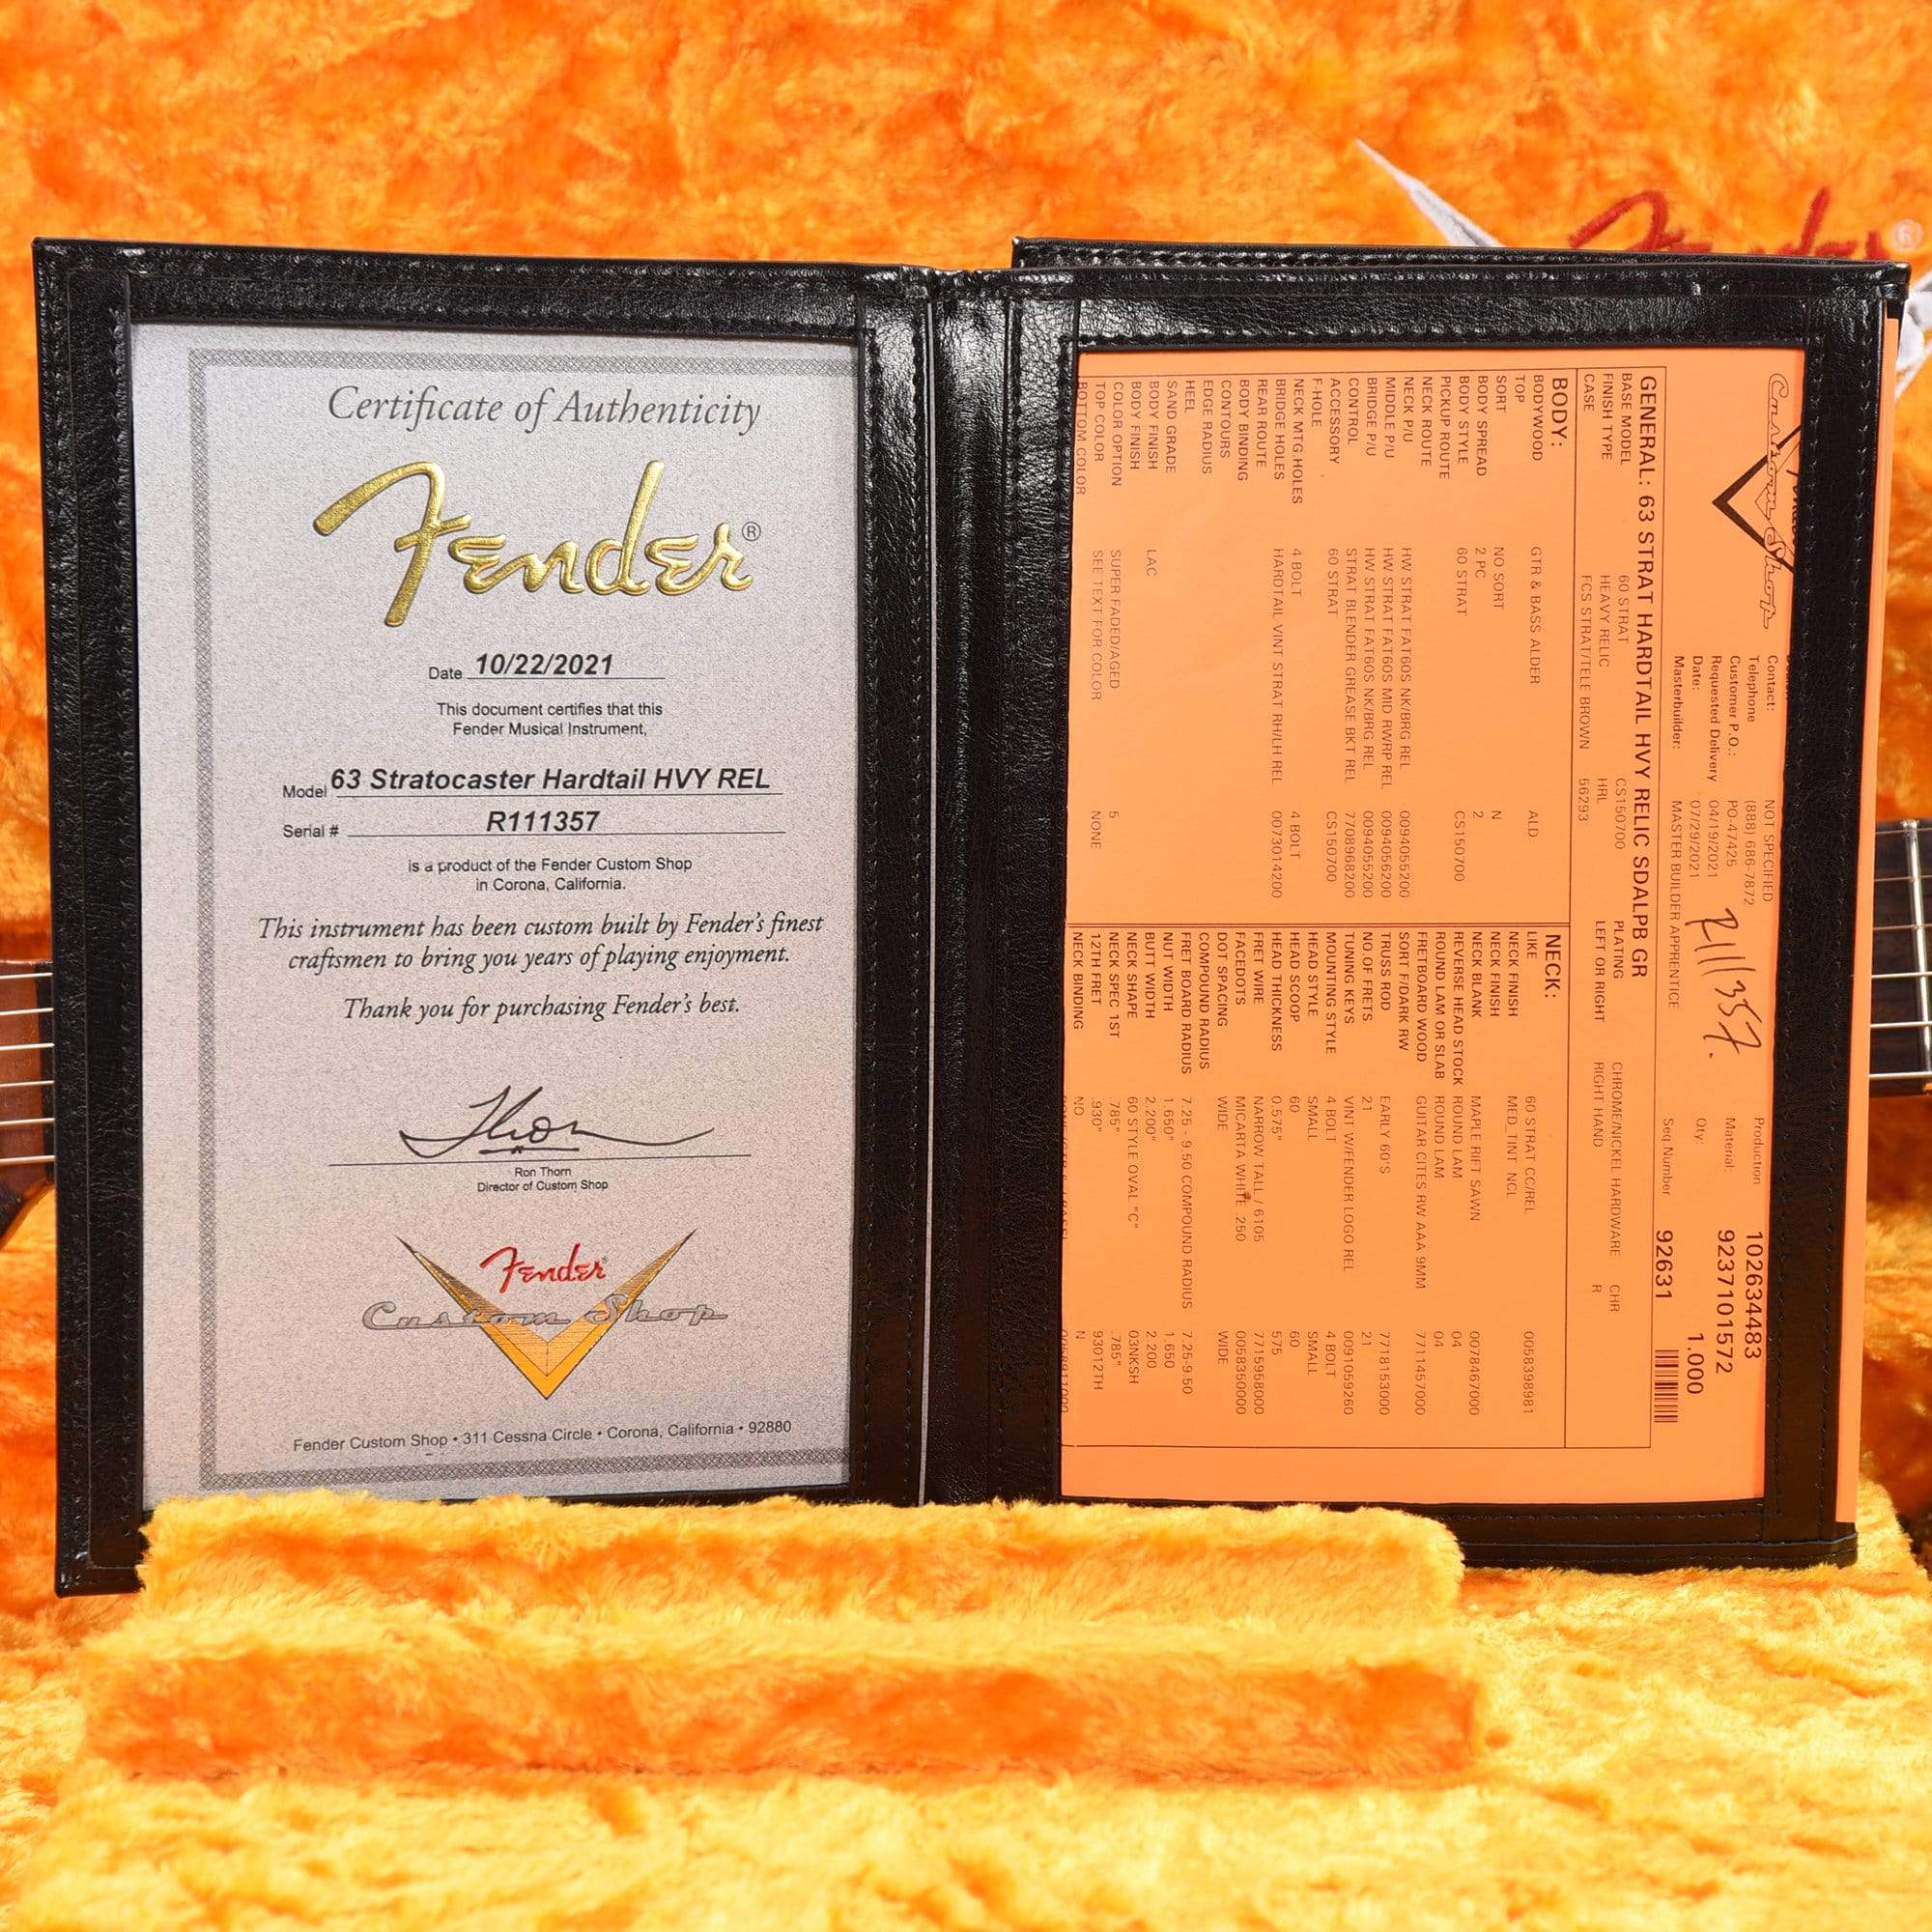 Fender®
Certificate of Authenticity
Fender®
Date 10/22/2021
This document certifies that this
Fender Musical Instrument,
Model 63 Stratocaster Hardtail HVY REL
Serial # R111357
is a product of the Fender Custom Shop
in Corona, California.
This instrument has been custom built by Fender's finest
craftsmen to bring you years of playing enjoyment.
Thank you for purchasing Fender's best.
Thorn
Ron Thorn
Director of Custom Shop
Fender®
Custom Shop
Fender Custom Shop • 311 Cessna Circle • Corona, California • 92880
Custom Shop
Contact: NOT SPECIFIED
Telephone (888) 686-7872
Customer P.O.: PO-47425
Requested Delivery 04/19/2021
Date: 07/29/2021
Masterbuilder: MASTER BUILDER APPRENTICE
R111357.
Production 102634483
Material: 9237101572
Qty: 1.000
Seq Number 92631
GENERAL: 63 STRAT HARDTAIL HVY RELIC SDALPB GR
BASE MODEL 60 STRAT CS150700 PLATING CHROME/NICKEL HARDWARE CHR
FINISH TYPE HEAVY RELIC HRL LEFT OR RIGHT RIGHT HAND R
CASE FCS STRAT/TELE BROWN 56293
BODY:
BODYWOOD GTR & BASS ALDER ALD
TOP
SORT NO SORT N
BODY SPREAD 2 PC 2
BODY STYLE 60 STRAT CS150700
PICKUP ROUTE
NECK ROUTE
NECK P/U HW STRAT FAT60S NK/BRG REL 0094055200
MIDDLE P/U HW STRAT FAT60S MID RWRP REL 0094056200
BRIDGE P/U HW STRAT FAT60S NK/BRG REL 0094055200
CONTROL STRAT BLENDER GREASE BKT REL 7708968200
ACCESSORY 60 STRAT CS150700
F-HOLE
NECK MTG.HOLES 4 BOLT 4 BOLT
BRIDGE HOLES HARDTAIL VINT STRAT RH/LH REL 0073014200
REAR ROUTE
BODY BINDING
CONTOURS
EDGE RADIUS
HEEL
SAND GRADE
BODY FINISH LAC
BODY FINISH
COLOR OPTION SUPER FADED/AGED 5
TOP COLOR SEE TEXT FOR COLOR NONE
BOTTOM COLOR
NECK:
LIKE 60 STRAT CC/REL 0058398981
NECK FINISH MED_TINT NCL
NECK FINISH
NECK BLANK MAPLE RIFT SAWN 0078467000
REVERSE HEAD STOCK ROUND LAM 04
ROUND LAM OR SLAB ROUND LAM 04
FRETBOARD WOOD GUITAR CITES RW AAA 9MM 7711457000
SORT F/DARK RW
TRUSS ROD EARLY 60'S 7718153000
NO.OF FRETS 21 21
TUNING KEYS VINT W/FENDER LOGO REL 0091059260
MOUNTING STYLE 4 BOLT 4 BOLT
HEAD STYLE SMALL SMALL
HEAD SCOOP 60 60
HEAD THICKNESS 0.575" 575
FRET WIRE NARROW TALL / 6105 7715958000
FACEDOTS MICARTA WHITE .250 0058350000
DOT SPACING WIDE WIDE
COMPOUND RADIUS
FRET BOARD RADIUS 7.25 - 9.50 COMPOUND RADIUS 7.25-9.50
NUT WIDTH 1.650" 1.650
BUTT WIDTH 2.200" 2.200
NECK SHAPE 60 STYLE OVAL "C" 03NKSH
NECK SPEC 1ST .785" .785"
12TH FRET .930" 93012TH
NECK BINDING NO N